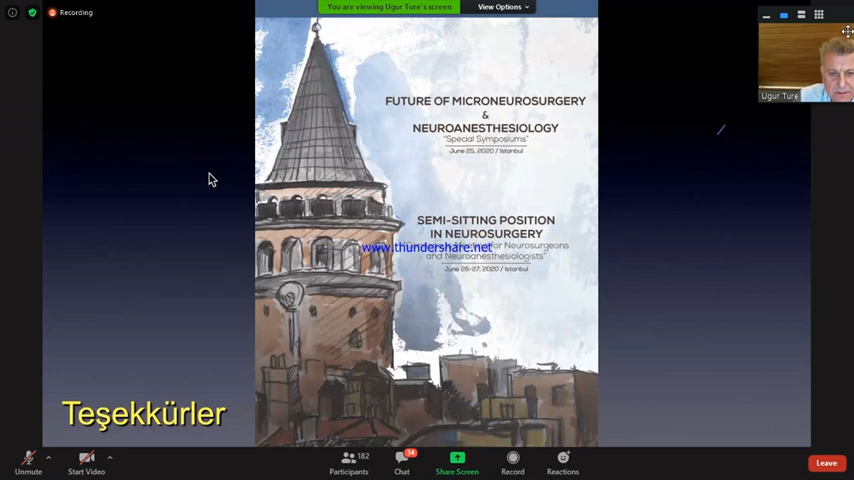 Recording
You are viewing Ugur Ture's screen
View Options
Ugur Ture
FUTURE OF MICRONEUROSURGERY
&
NEUROANESTHESIOLOGY
"Special Symposiums"
June 25, 2020 / Istanbul
SEMI-SITTING POSITION
IN NEUROSURGERY
for Neurosurgeons
www.thundershare.net
and Neuroanesthesiologists"
June 26-27, 2020 / Istanbul
Teşekkürler
182
34
Unmute
Start Video
Participants
Chat
Share Screen
Record
Reactions
Leave